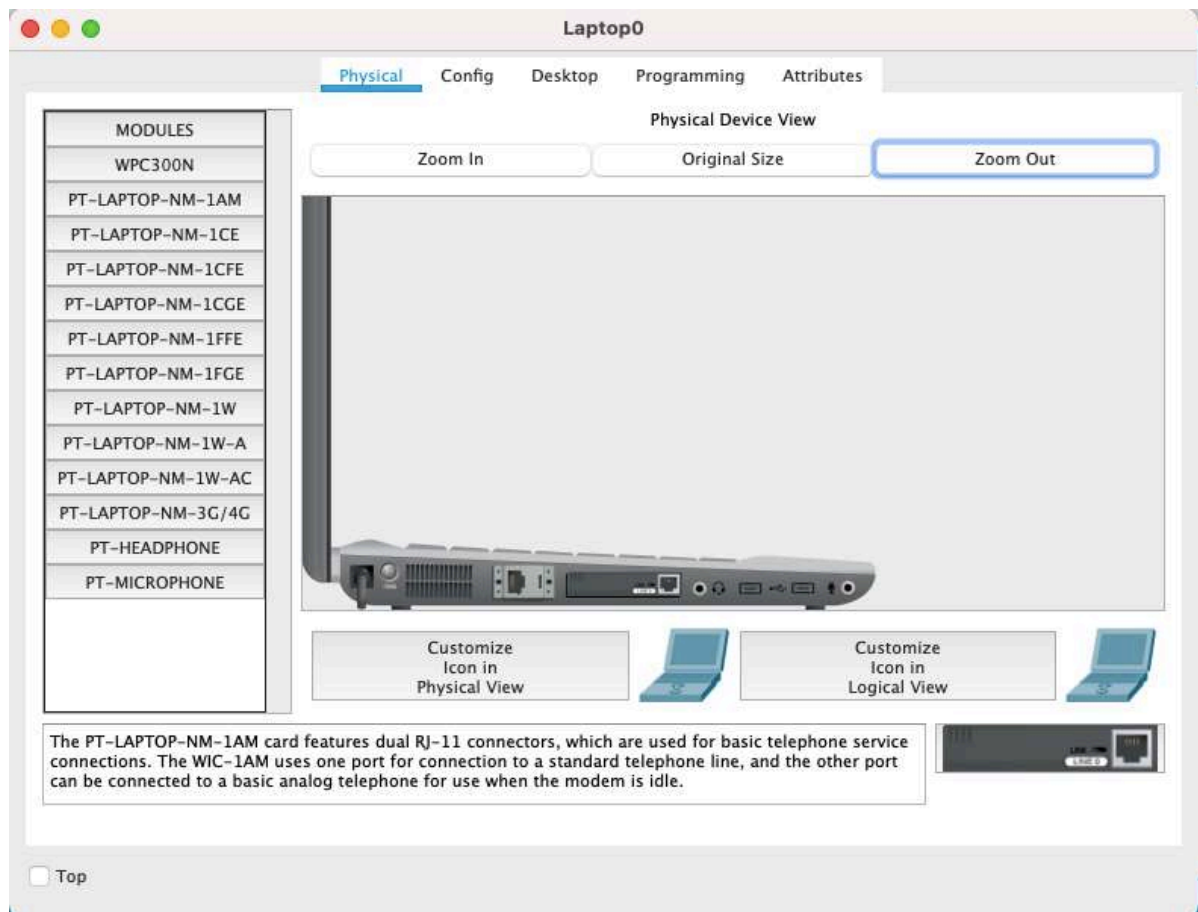 Laptop0
Physical
Config
Desktop
Programming
Attributes
MODULES
WPC300N
PT-LAPTOP-NM-1AM
PT-LAPTOP-NM-1CE
PT-LAPTOP-NM-1CFE
PT-LAPTOP-NM-1CGE
PT-LAPTOP-NM-1FFE
PT-LAPTOP-NM-1FGE
PT-LAPTOP-NM-1W
PT-LAPTOP-NM-1W-A
PT-LAPTOP-NM-1W-AC
PT-LAPTOP-NM-3G/4G
PT-HEADPHONE
PT-MICROPHONE
Physical Device View
Zoom In
Original Size
Zoom Out
Customize
Icon in
Physical View
Customize
Icon in
Logical View
The PT-LAPTOP-NM-1AM card features dual RJ-11 connectors, which are used for basic telephone service
connections. The WIC-1AM uses one port for connection to a standard telephone line, and the other port
can be connected to a basic analog telephone for use when the modem is idle.
Top